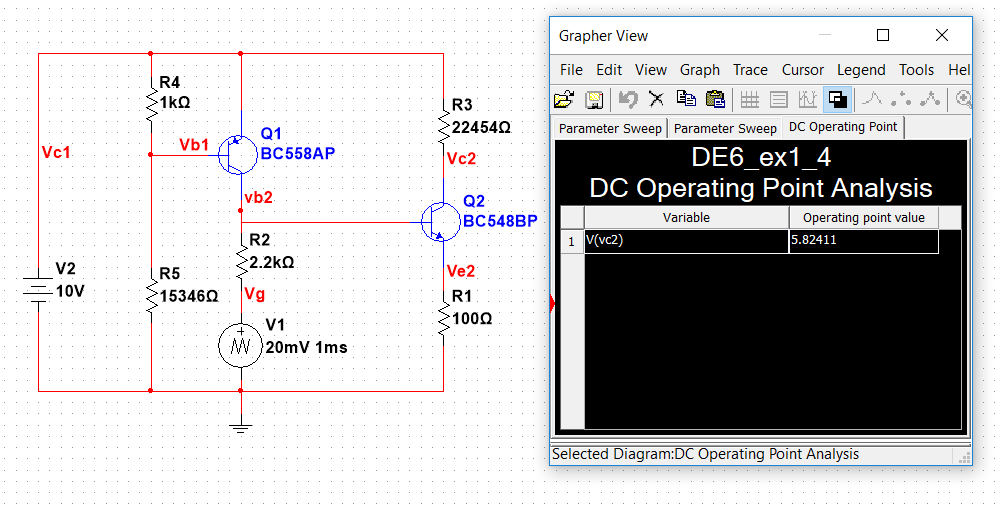 R4
1kΩ
Vc1
Vb1
Q1
BC558AP
vb2
R3
22454Ω
Vc2
Q2
BC548BP
R2
2.2kΩ
Vg
Ve2
V2
10V
R5
15346Ω
R1
100Ω
V1
20mV 1ms
Grapher View
File Edit View Graph Trace Cursor Legend Tools Hel
Parameter Sweep Parameter Sweep DC Operating Point
DE6_ex1_4
DC Operating Point Analysis
Variable Operating point value
1 V(vc2) 5.82411
Selected Diagram:DC Operating Point Analysis